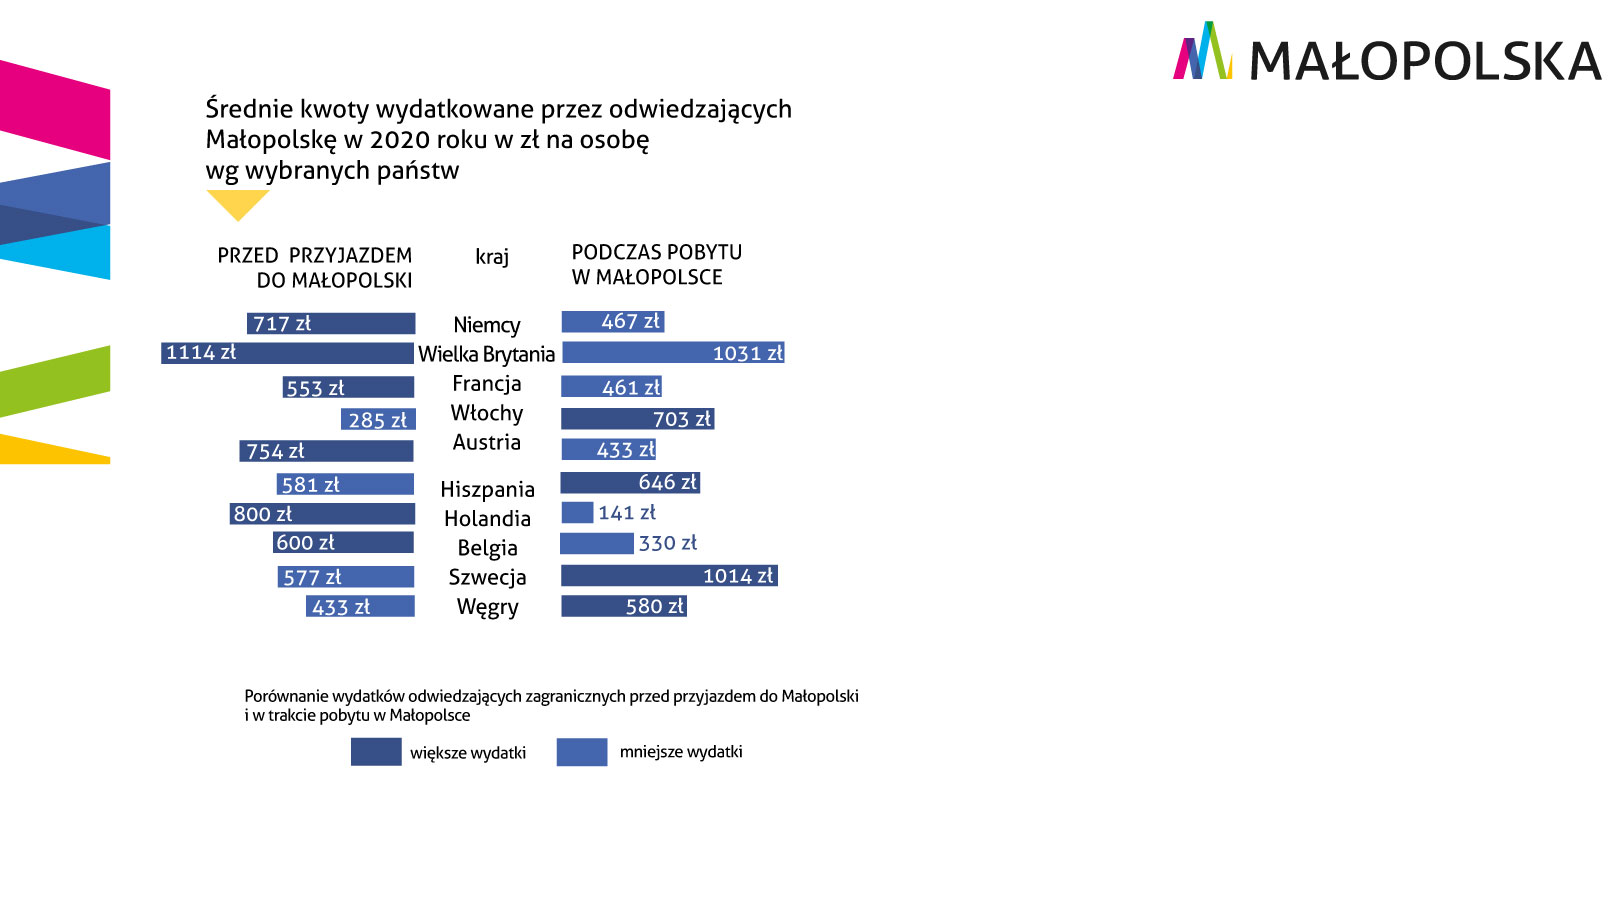 MAŁOPOLSKA
Średnie kwoty wydatkowane przez odwiedzających
Małopolskę w 2020 roku w zł na osobę
wg wybranych państw
PRZED PRZYJAZDEM
DO MAŁOPOLSKI
kraj
PODCZAS POBYTU
W MAŁOPOLSCE
717 zł Niemcy 467 zł
1114 zł Wielka Brytania 1031 zł
553 zł Francja 461 zł
285 zł Włochy 703 zł
754 zł Austria 433 zł
581 zł Hiszpania 646 zł
800 zł Holandia 141 zł
600 zł Belgia 330 zł
577 zł Szwecja 1014 zł
433 zł Węgry 580 zł
Porównanie wydatków odwiedzających zagranicznych przed przyjazdem do Małopolski
i w trakcie pobytu w Małopolsce
większe wydatki mniejsze wydatki